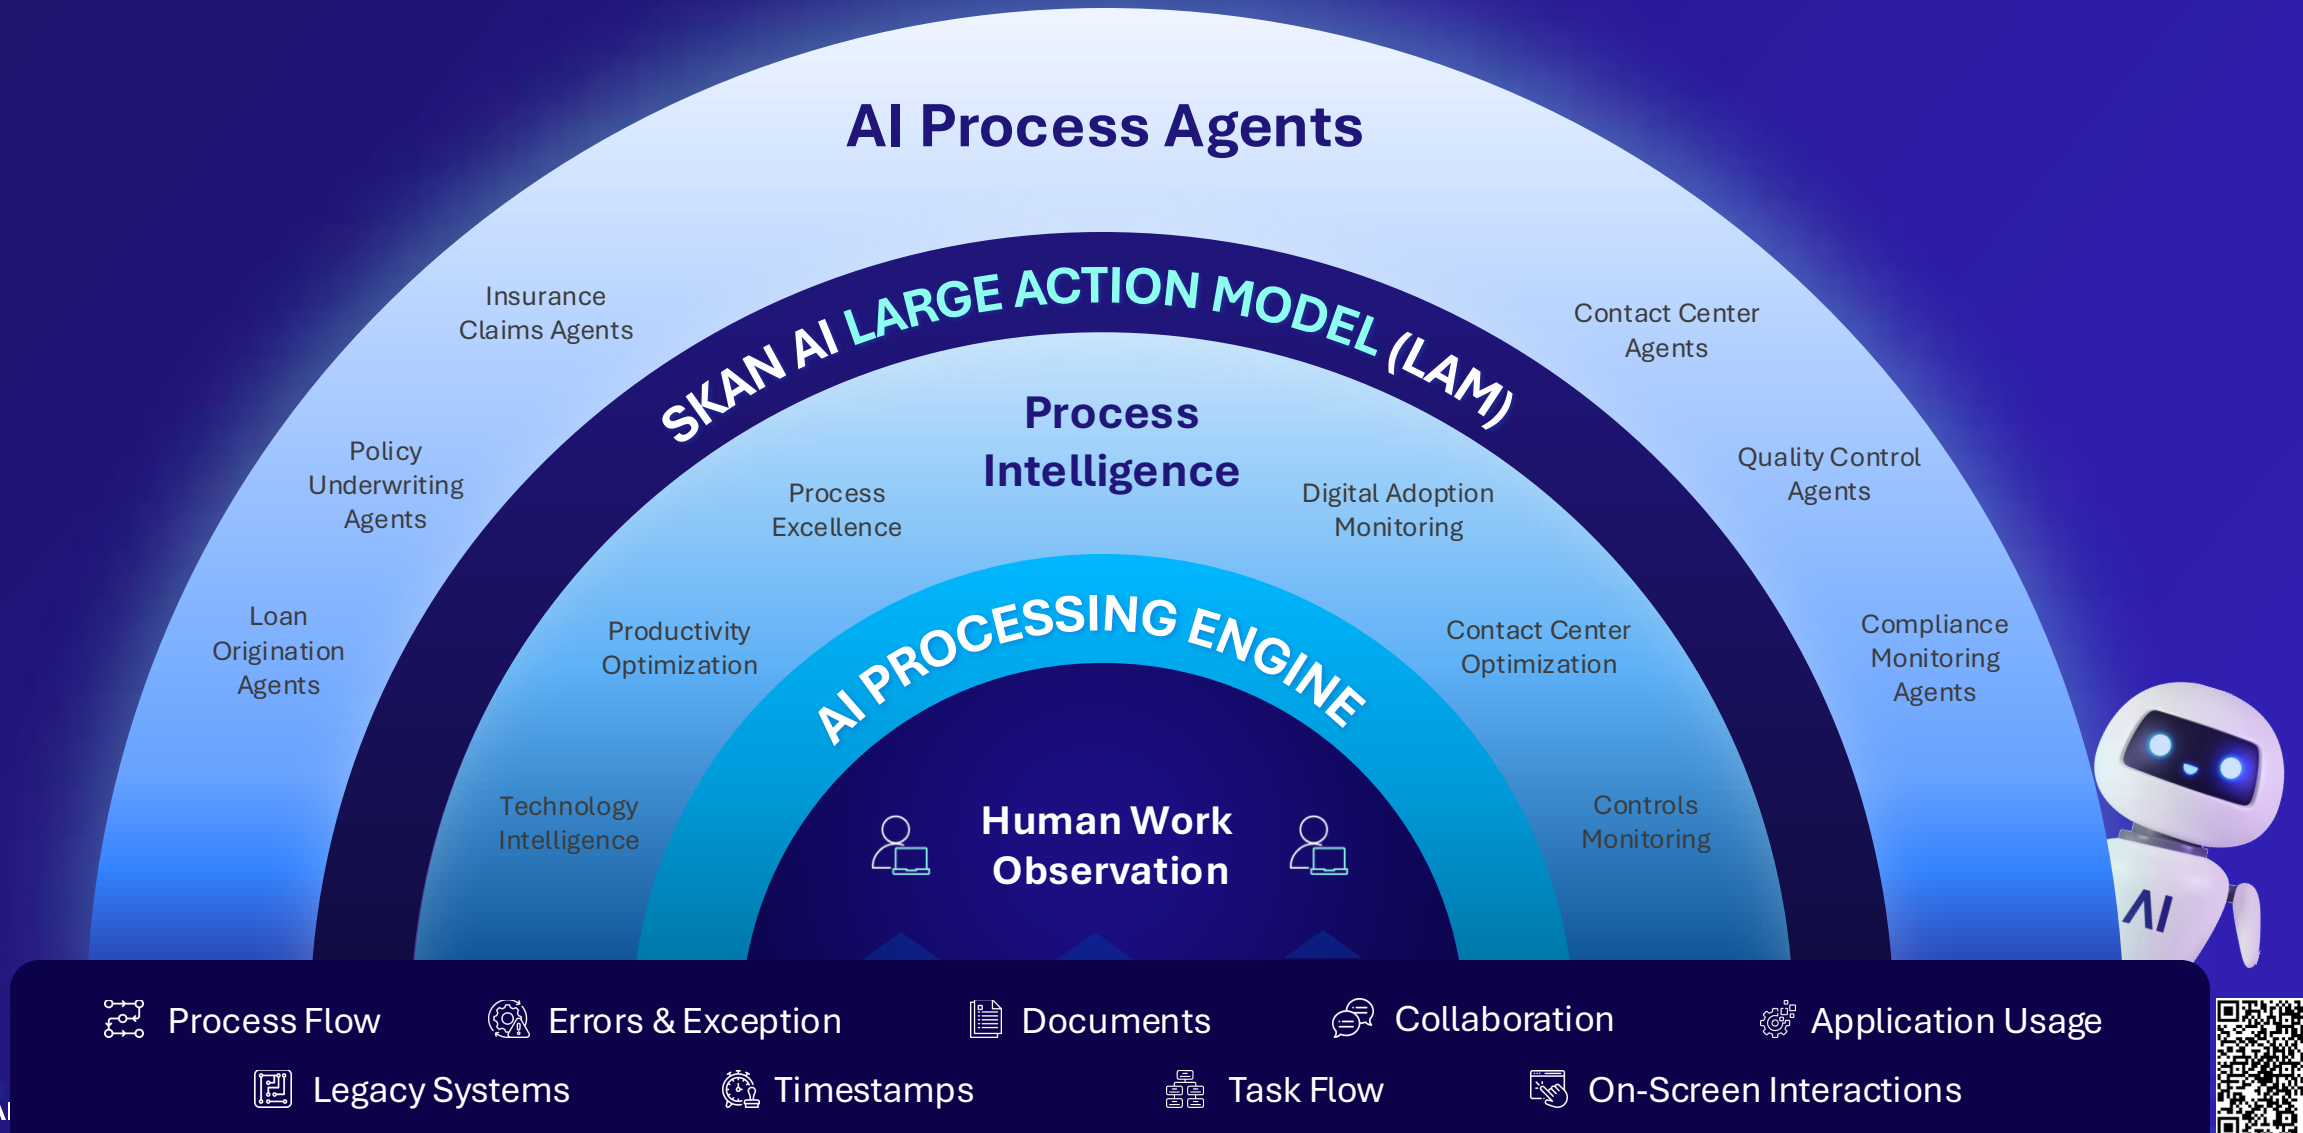 AI Process Agents
Insurance
Claims Agents
Policy
Underwriting
Agents
Loan
Origination
Agents
Contact Center
Agents
Quality Control
Agents
Compliance
Monitoring
Agents
SKAN AI LARGE ACTION MODEL (LAM)
Process
Intelligence
Process
Excellence
Digital Adoption
Monitoring
Productivity
Optimization
Contact Center
Optimization
Technology
Intelligence
Controls
Monitoring
AI PROCESSING ENGINE
Human Work
Observation
AI
Process Flow
Errors & Exception
Documents
Collaboration
Application Usage
Legacy Systems
Timestamps
Task Flow
On-Screen Interactions